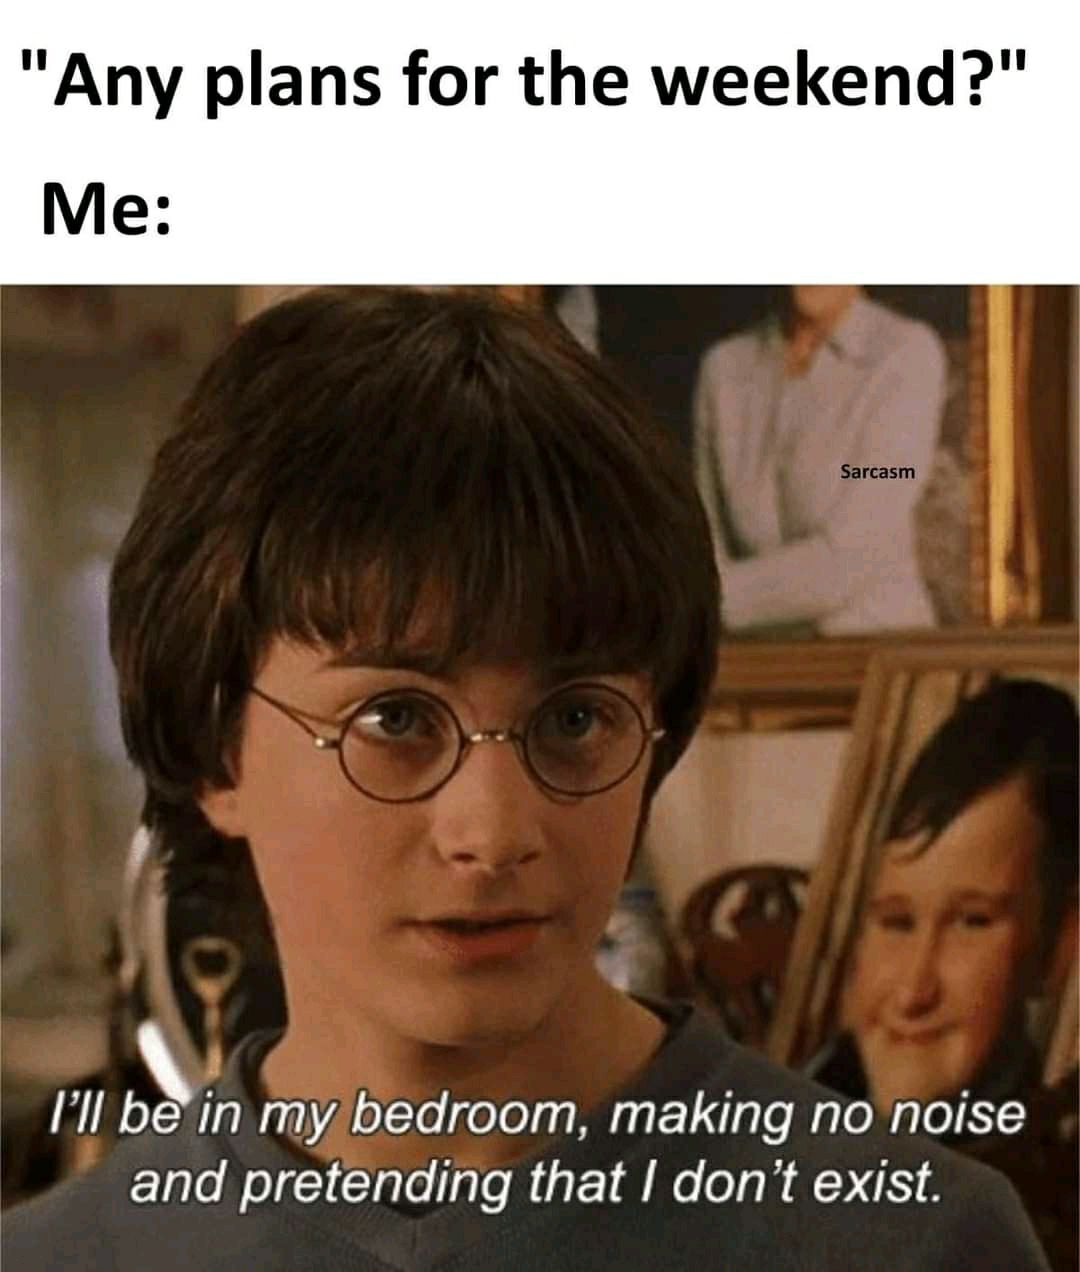 "Any plans for the weekend?"
Me:
Sarcasm
I'll be in my bedroom, making no noise
and pretending that I don't exist.